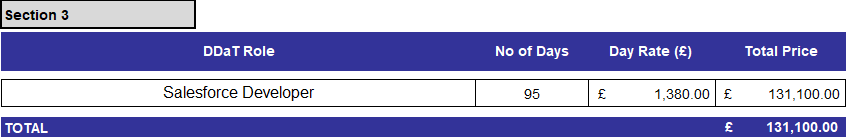 Section 3
DDaT Role No of Days Day Rate (£) Total Price
Salesforce Developer 95 £ 1,380.00 £ 131,100.00
TOTAL £ 131,100.00